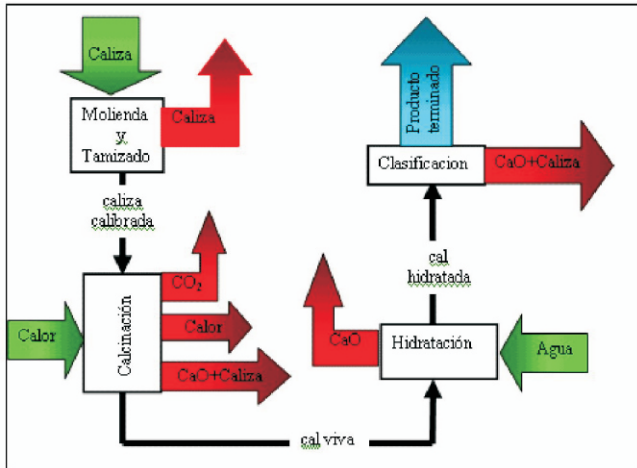 Caliza
Molienda
y
Tamizado
Caliza
caliza
calibrada
Calor
Calcinación
CO₂
Calor
CaO+Caliza
cal viva
Hidratación
Agua
CaO
cal
hidratada
Clasificacion
CaO+Caliza
Producto
terminado